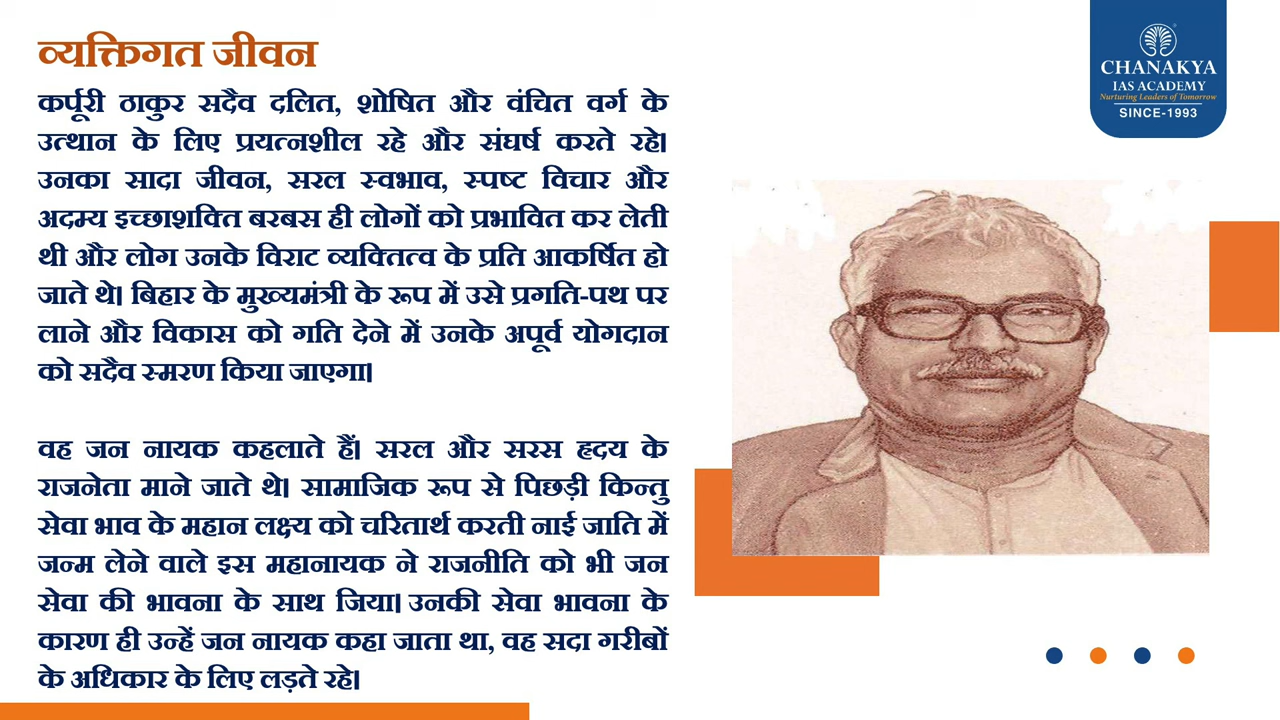 व्यक्तिगत जीवन
कर्पूरी ठाकुर सदैव दलित, शोषित और वंचित वर्ग के
उत्थान के लिए प्रयत्नशील रहे और संघर्ष करते रहे।
उनका सादा जीवन, सरल स्वभाव, स्पष्ट विचार और
अदम्य इच्छाशक्ति बरबस ही लोगों को प्रभावित कर लेती
थी और लोग उनके विराट व्यक्तित्व के प्रति आकर्षित हो
जाते थे। बिहार के मुख्यमंत्री के रूप में उसे प्रगति-पथ पर
लाने और विकास को गति देने में उनके अपूर्व योगदान
को सदैव स्मरण किया जाएगा।
वह जन नायक कहलाते हैं। सरल और सरस हृदय के
राजनेता माने जाते थे। सामाजिक रूप से पिछड़ी किन्तु
सेवा भाव के महान लक्ष्य को चरितार्थ करती नाई जाति में
जन्म लेने वाले इस महानायक ने राजनीति को भी जन
सेवा की भावना के साथ जिया। उनकी सेवा भावना के
कारण ही उन्हें जन नायक कहा जाता था, वह सदा गरीबों
के अधिकार के लिए लड़ते रहे।
CHANAKYA
IAS ACADEMY
Nurturing Leaders of Tomorrow
SINCE-1993